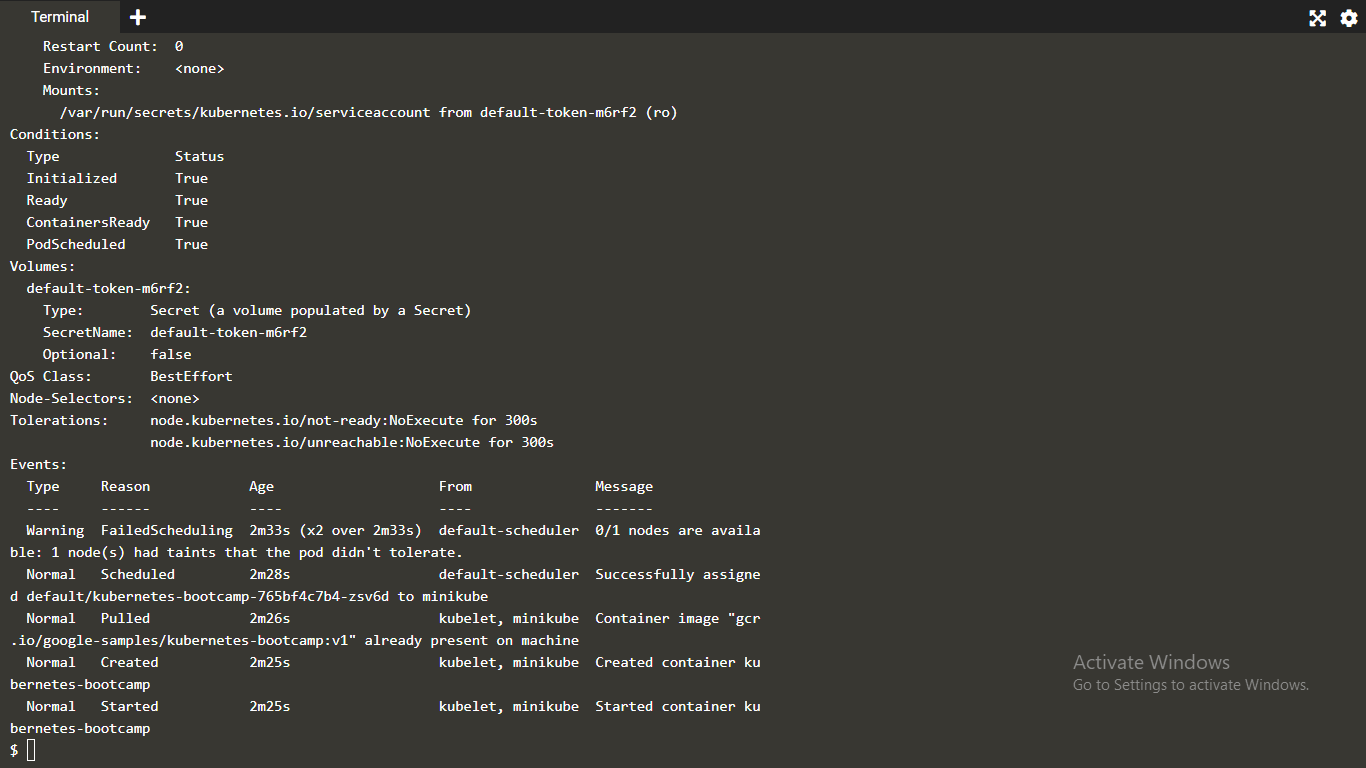 Terminal
Restart Count:  0
Environment:    <none>
Mounts:
/var/run/secrets/kubernetes.io/serviceaccount from default-token-m6rf2 (ro)
Conditions:
Type              Status
Initialized       True
Ready             True
ContainersReady   True
PodScheduled      True
Volumes:
default-token-m6rf2:
Type:        Secret (a volume populated by a Secret)
SecretName:  default-token-m6rf2
Optional:    false
QoS Class:       BestEffort
Node-Selectors:  <none>
Tolerations:     node.kubernetes.io/not-ready:NoExecute for 300s
node.kubernetes.io/unreachable:NoExecute for 300s
Events:
Type     Reason            Age                    From               Message
----     ------            ----                   ----               -------
Warning  FailedScheduling  2m33s (x2 over 2m33s)  default-scheduler  0/1 nodes are availa
ble: 1 node(s) had taints that the pod didn't tolerate.
Normal   Scheduled         2m28s                  default-scheduler  Successfully assigne
d default/kubernetes-bootcamp-765bf4c7b4-zsv6d to minikube
Normal   Pulled            2m26s                  kubelet, minikube  Container image "gcr
.io/google-samples/kubernetes-bootcamp:v1" already present on machine
Normal   Created           2m25s                  kubelet, minikube  Created container ku
bernetes-bootcamp
Normal   Started           2m25s                  kubelet, minikube  Started container ku
bernetes-bootcamp
$
Activate Windows
Go to Settings to activate Windows.